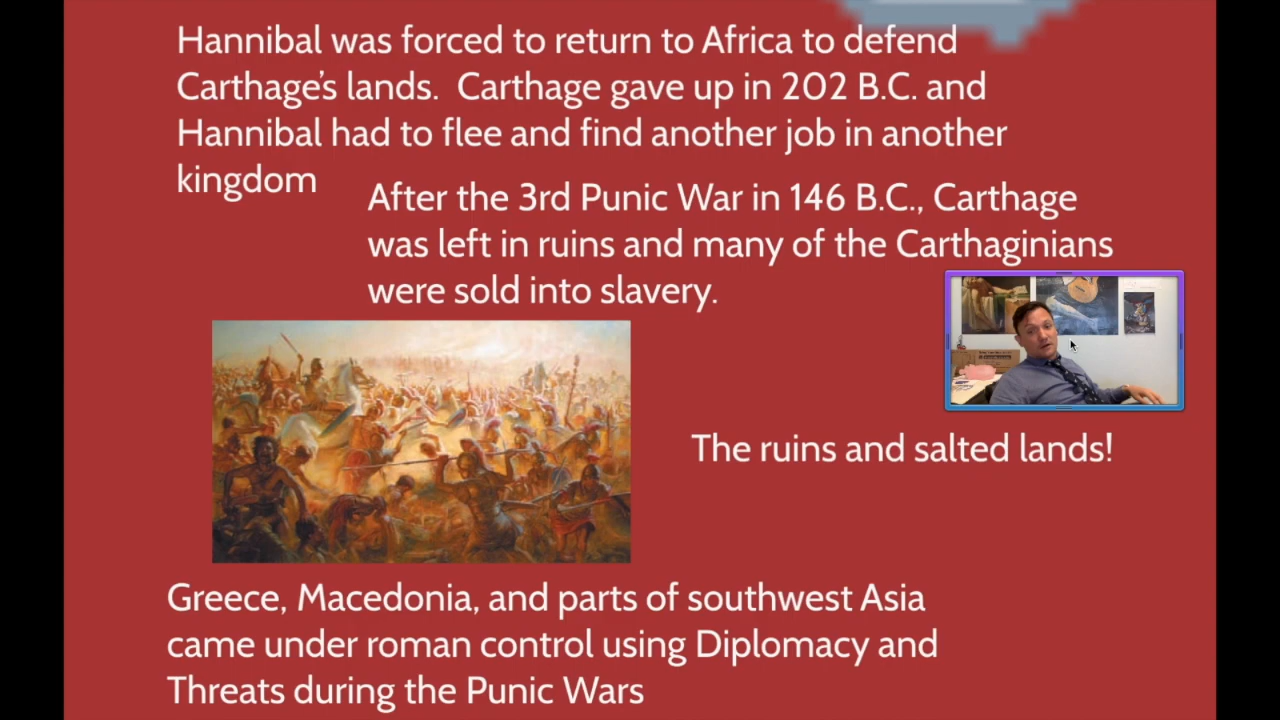 Hannibal was forced to return to Africa to defend
Carthage's lands.  Carthage gave up in 202 B.C. and
Hannibal had to flee and find another job in another
kingdom
After the 3rd Punic War in 146 B.C., Carthage
was left in ruins and many of the Carthaginians
were sold into slavery.
The ruins and salted lands!
Greece, Macedonia, and parts of southwest Asia
came under roman control using Diplomacy and
Threats during the Punic Wars